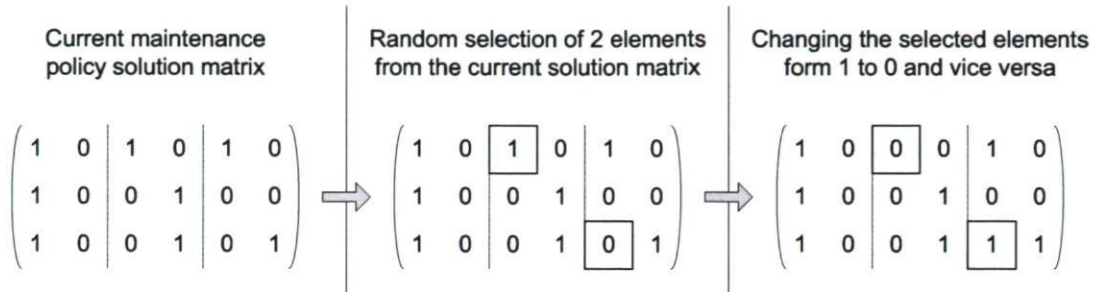 Current maintenance
policy solution matrix
Random selection of 2 elements
from the current solution matrix
Changing the selected elements
form 1 to 0 and vice versa
1 0 1 0 1 0
1 0 0 1 0 0
1 0 0 1 0 1
1 0 1 0 1 0
1 0 0 1 0 0
1 0 0 1 0 1
1 0 0 0 1 0
1 0 0 1 0 0
1 0 0 1 1 1